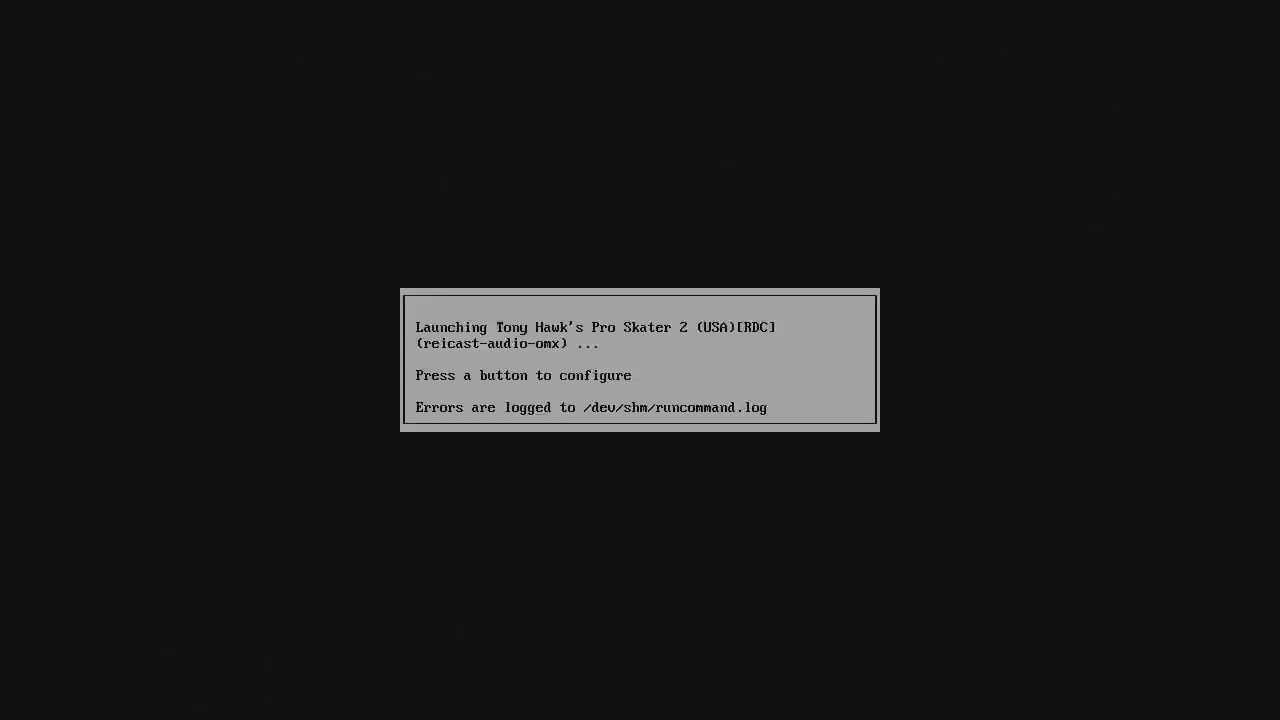 Launching Tony Hawk's Pro Skater 2 (USA)[RDC]
(reicast-audio-omx) ...
Press a button to configure
Errors are logged to /dev/shm/runcommand.log